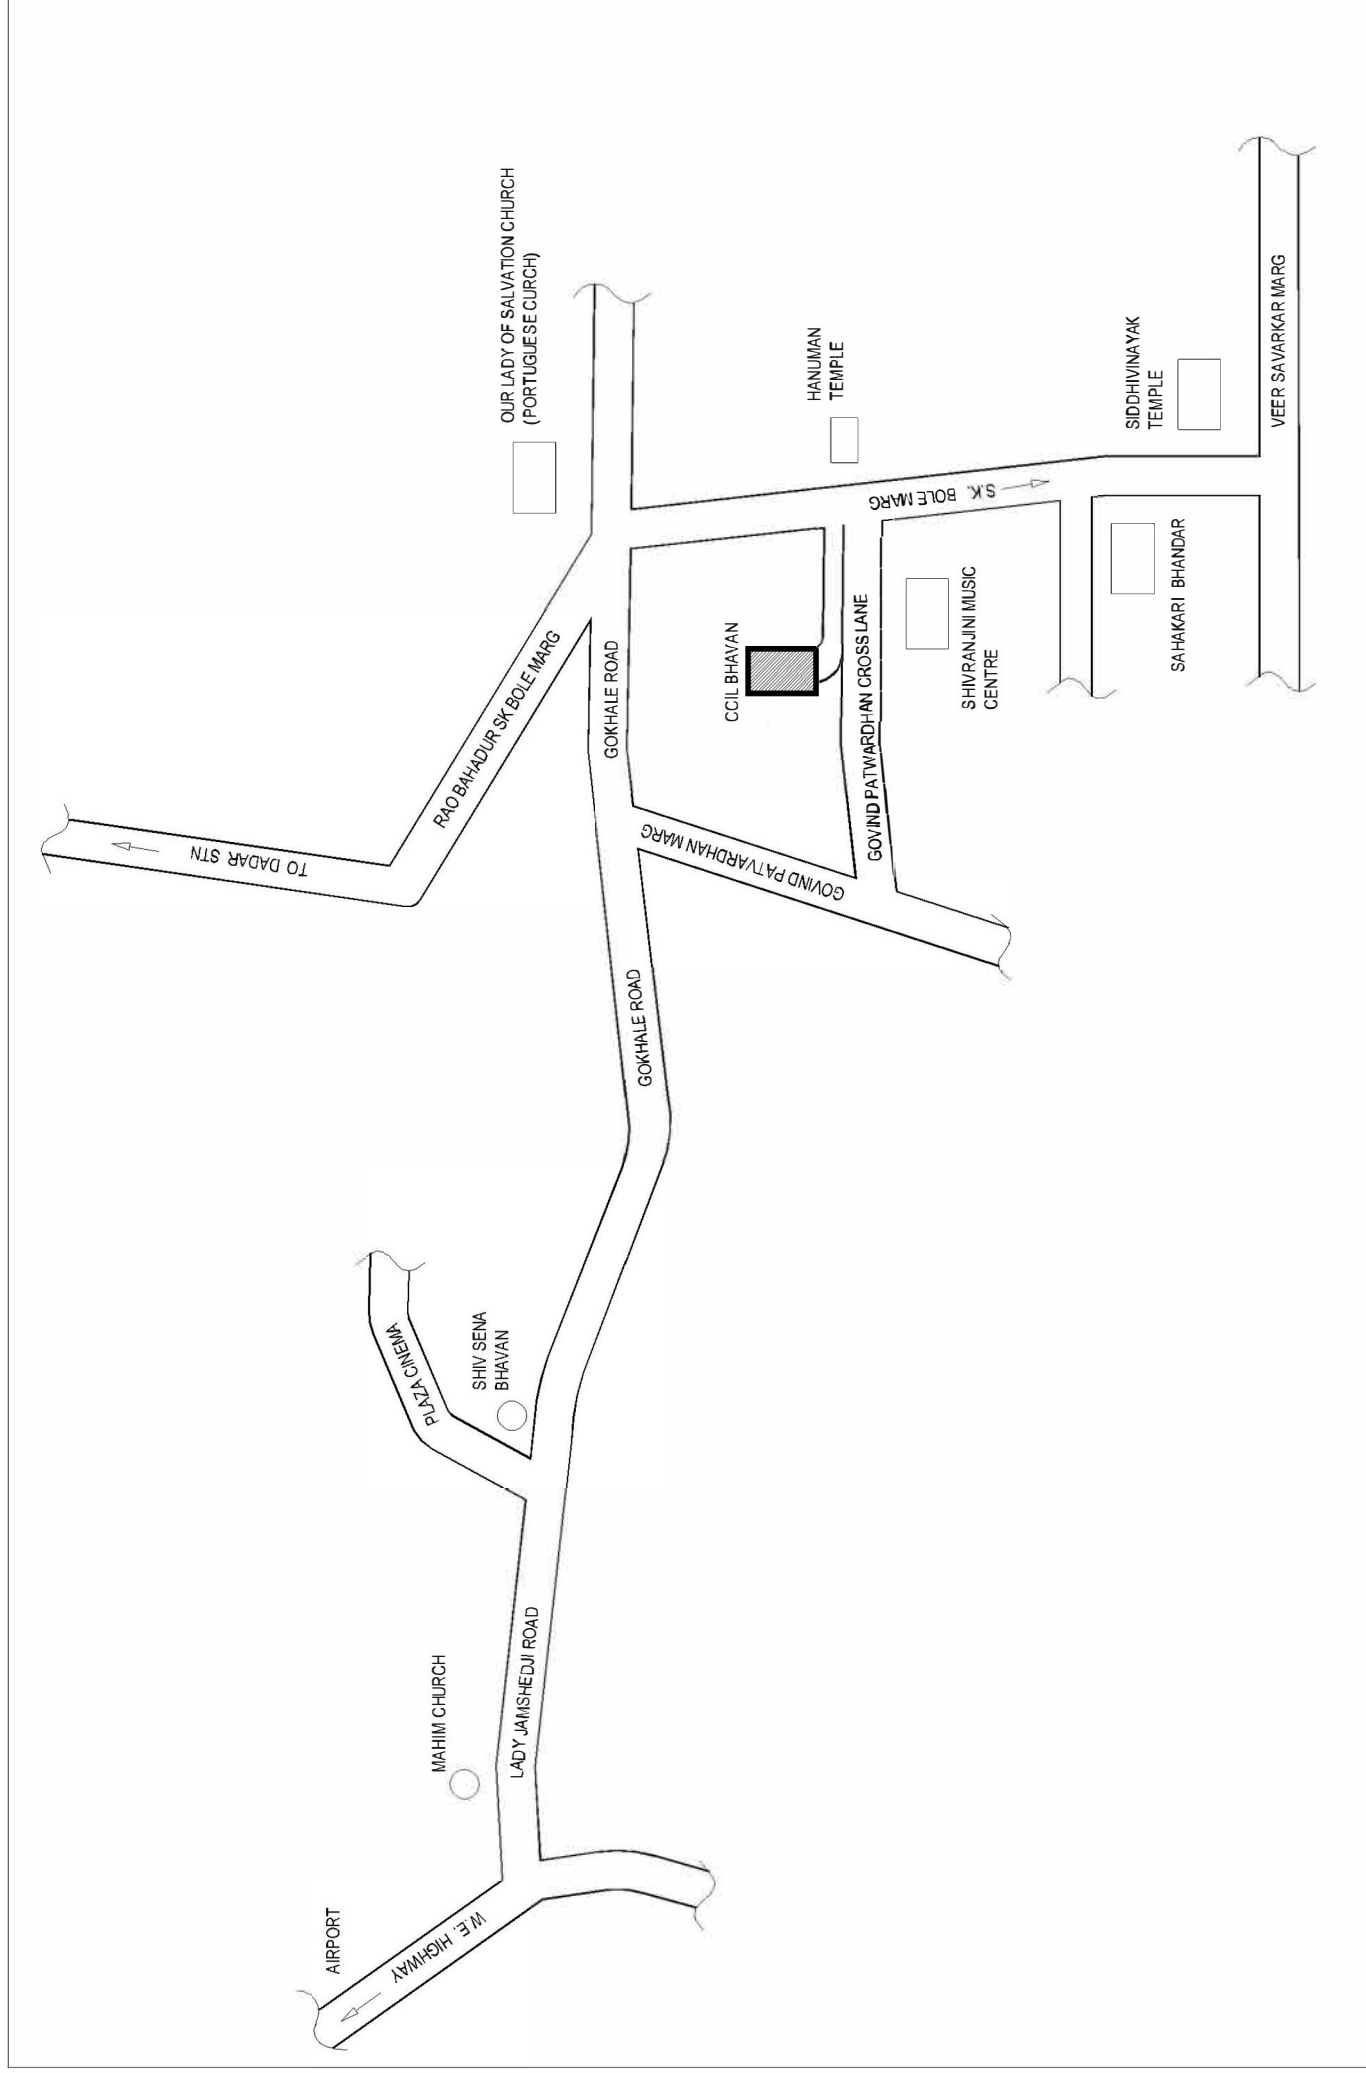 OUR LADY OF SALVATION CHURCH
(PORTUGUESE CURCH)
HANUMAN
TEMPLE
SIDDHIVINAYAK
TEMPLE
VEER SAVARKAR MARG
S.K. BOLE MARG
SAHAKARI BHANDAR
SHIVRANJINI MUSIC
CENTRE
CCIL BHAVAN
GOVIND PATWARDHAN CROSS LANE
GOKHALE ROAD
RAO BAHADUR SK BOLE MARG
TO DADAR STN
GOVIND PATVARDHAN MARG
GOKHALE ROAD
PLAZA CINEMA
SHIV SENA
BHAVAN
LADY JAMSHEDJI ROAD
MAHIM CHURCH
W.E. HIGHWAY
AIRPORT